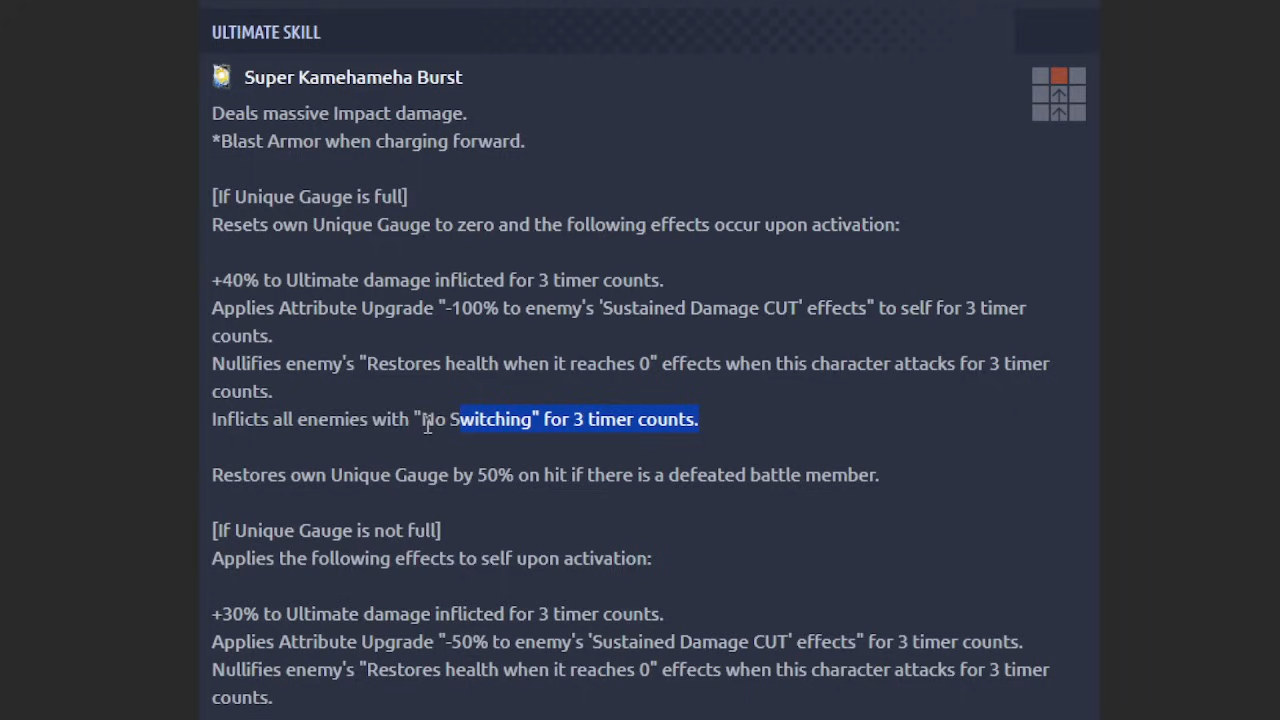 ULTIMATE SKILL
Super Kamehameha Burst
Deals massive Impact damage.
*Blast Armor when charging forward.
[If Unique Gauge is full]
Resets own Unique Gauge to zero and the following effects occur upon activation:
+40% to Ultimate damage inflicted for 3 timer counts.
Applies Attribute Upgrade "-100% to enemy's 'Sustained Damage CUT' effects" to self for 3 timer
counts.
Nullifies enemy's "Restores health when it reaches 0" effects when this character attacks for 3 timer
counts.
Inflicts all enemies with "No Switching" for 3 timer counts.
Restores own Unique Gauge by 50% on hit if there is a defeated battle member.
[If Unique Gauge is not full]
Applies the following effects to self upon activation:
+30% to Ultimate damage inflicted for 3 timer counts.
Applies Attribute Upgrade "-50% to enemy's 'Sustained Damage CUT' effects" for 3 timer counts.
Nullifies enemy's "Restores health when it reaches 0" effects when this character attacks for 3 timer
counts.